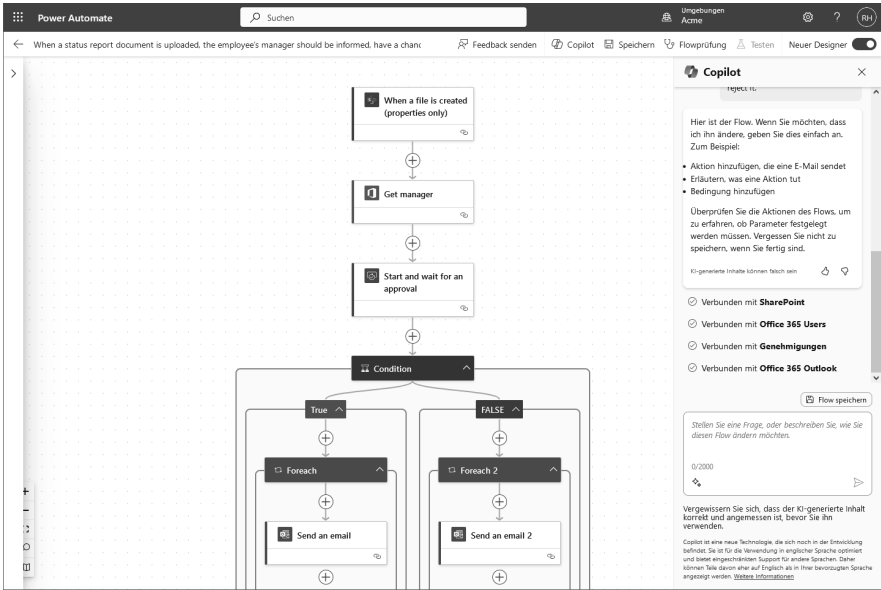 Power Automate
Suchen
Umgebungen
Acme
?
RH
When a status report document is uploaded, the employee's manager should be informed, have a chanc
Feedback senden
Copilot
Speichern
Flowprüfung
Testen
Neuer Designer
When a file is created
(properties only)
Get manager
Start and wait for an
approval
Condition
True
FALSE
Foreach
Foreach 2
Send an email
Send an email 2
Copilot
reject it.
Hier ist der Flow. Wenn Sie möchten, dass
ich ihn ändere, geben Sie dies einfach an.
Zum Beispiel:
• Aktion hinzufügen, die eine E-Mail sendet
• Erläutern, was eine Aktion tut
• Bedingung hinzufügen
Überprüfen Sie die Aktionen des Flows, um
zu erfahren, ob Parameter festgelegt
werden müssen. Vergessen Sie nicht zu
speichern, wenn Sie fertig sind.
KI-generierte Inhalte können falsch sein
Verbunden mit SharePoint
Verbunden mit Office 365 Users
Verbunden mit Genehmigungen
Verbunden mit Office 365 Outlook
Flow speichern
Stellen Sie eine Frage, oder beschreiben Sie, wie Sie
diesen Flow ändern möchten.
0/2000
Vergewissern Sie sich, dass der KI-generierte Inhalt
korrekt und angemessen ist, bevor Sie ihn
verwenden.
Copilot ist eine neue Technologie, die sich noch in der Entwicklung
befindet. Sie ist für die Verwendung in englischer Sprache optimiert
und bietet eingeschränkten Support für andere Sprachen. Daher
können Teile davon eher auf Englisch als in Ihrer bevorzugten Sprache
angezeigt werden. Weitere Informationen